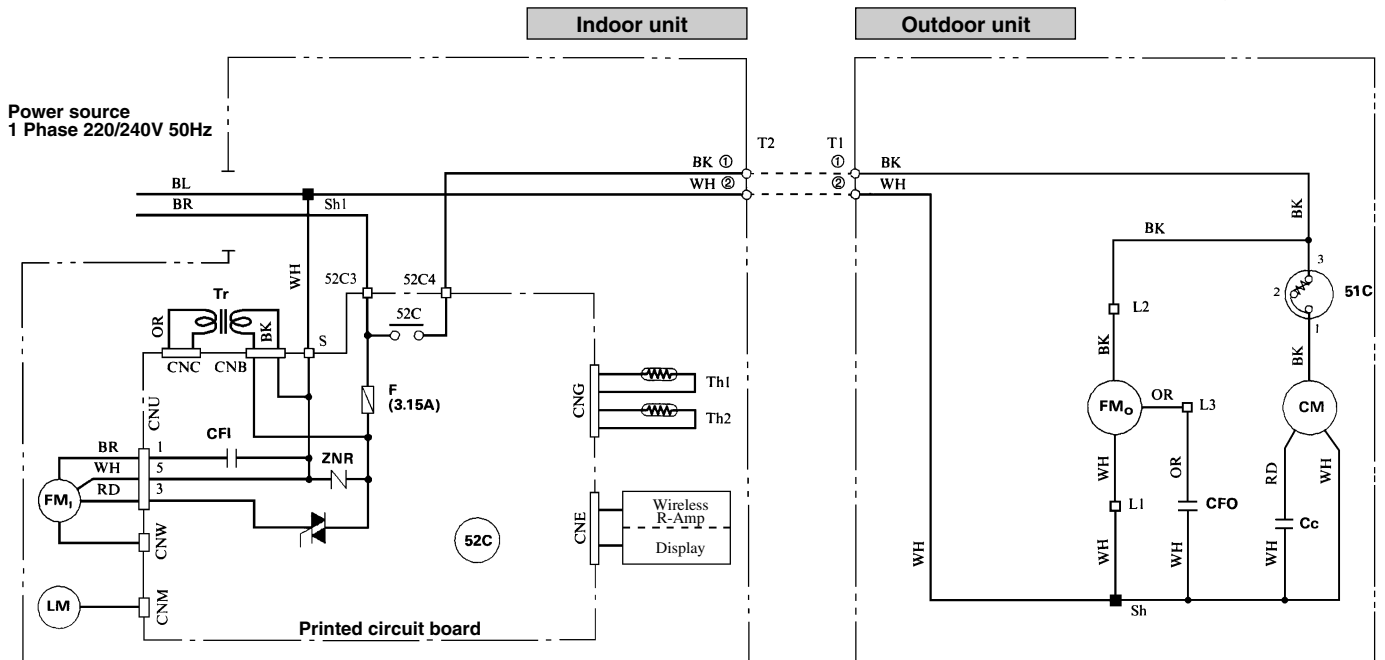 Indoor unit
Outdoor unit
Power source
1 Phase 220/240V 50Hz
T2
T1
BK ①
WH ②
①
②
BK
WH
BL
BR
Sh1
WH
BK
BK
52C3
52C4
52C
Tr
OR
BK
S
CNC
CNB
CNU
F
(3.15A)
CNG
Th1
Th2
3
2
1
51C
L2
BK
BK
FMO
OR
L3
CM
BR
WH
RD
1
5
3
CFI
ZNR
FMI
CNW
CNE
Wireless
R-Amp
Display
52C
LM
CNM
Printed circuit board
WH
WH
L1
WH
OR
CFO
WH
RD
WH
Cc
WH
Sh